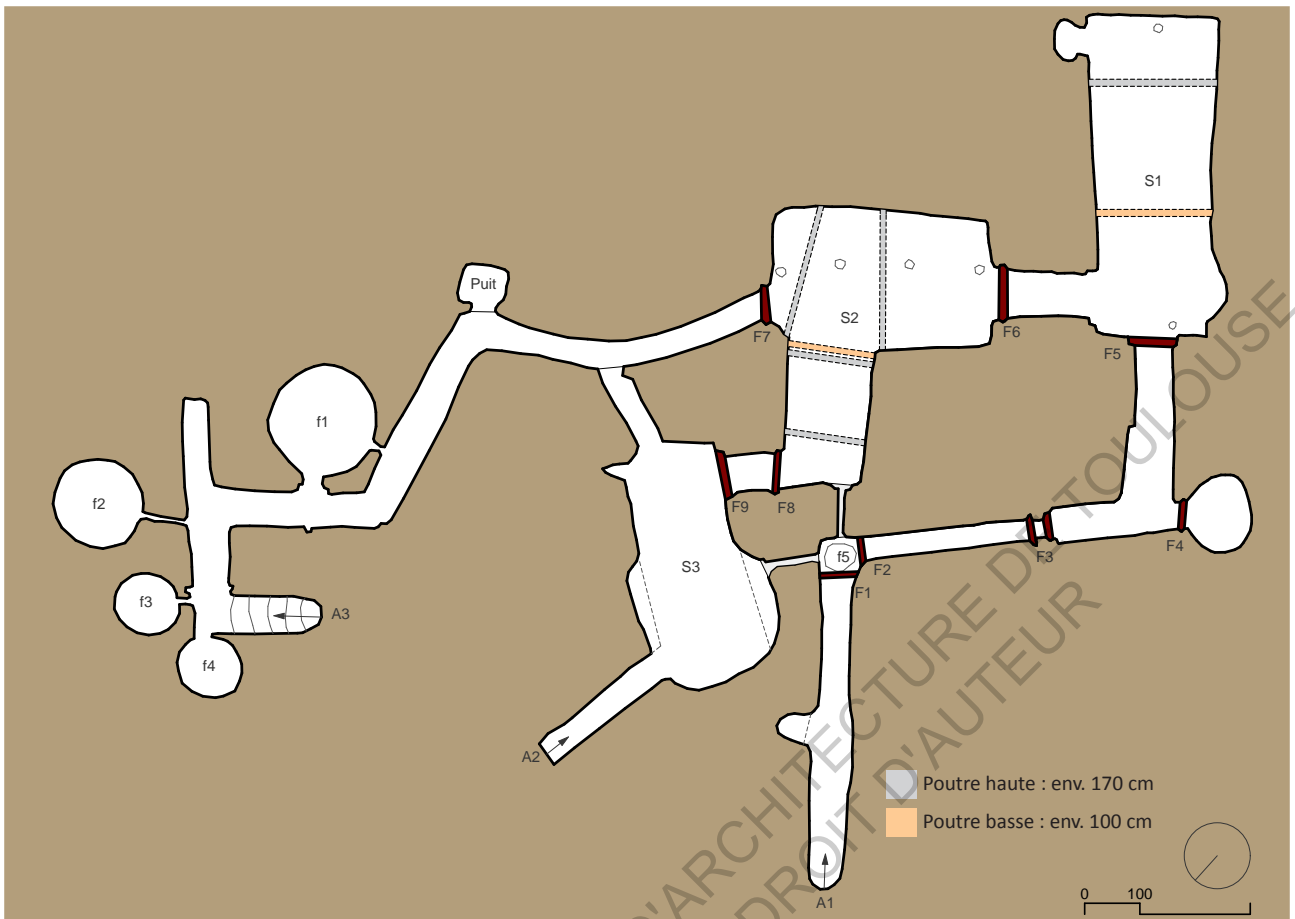 S1
Puit
S2
F7
F6
F5
f1
f2
F9
F8
F4
F3
f5
F2
S3
F1
f3
A3
f4
A2
Poutre haute : env. 170 cm
Poutre basse : env. 100 cm
A1
0 100
D'ARCHITECTURE DE TOULOUSE
DROIT D'AUTEUR